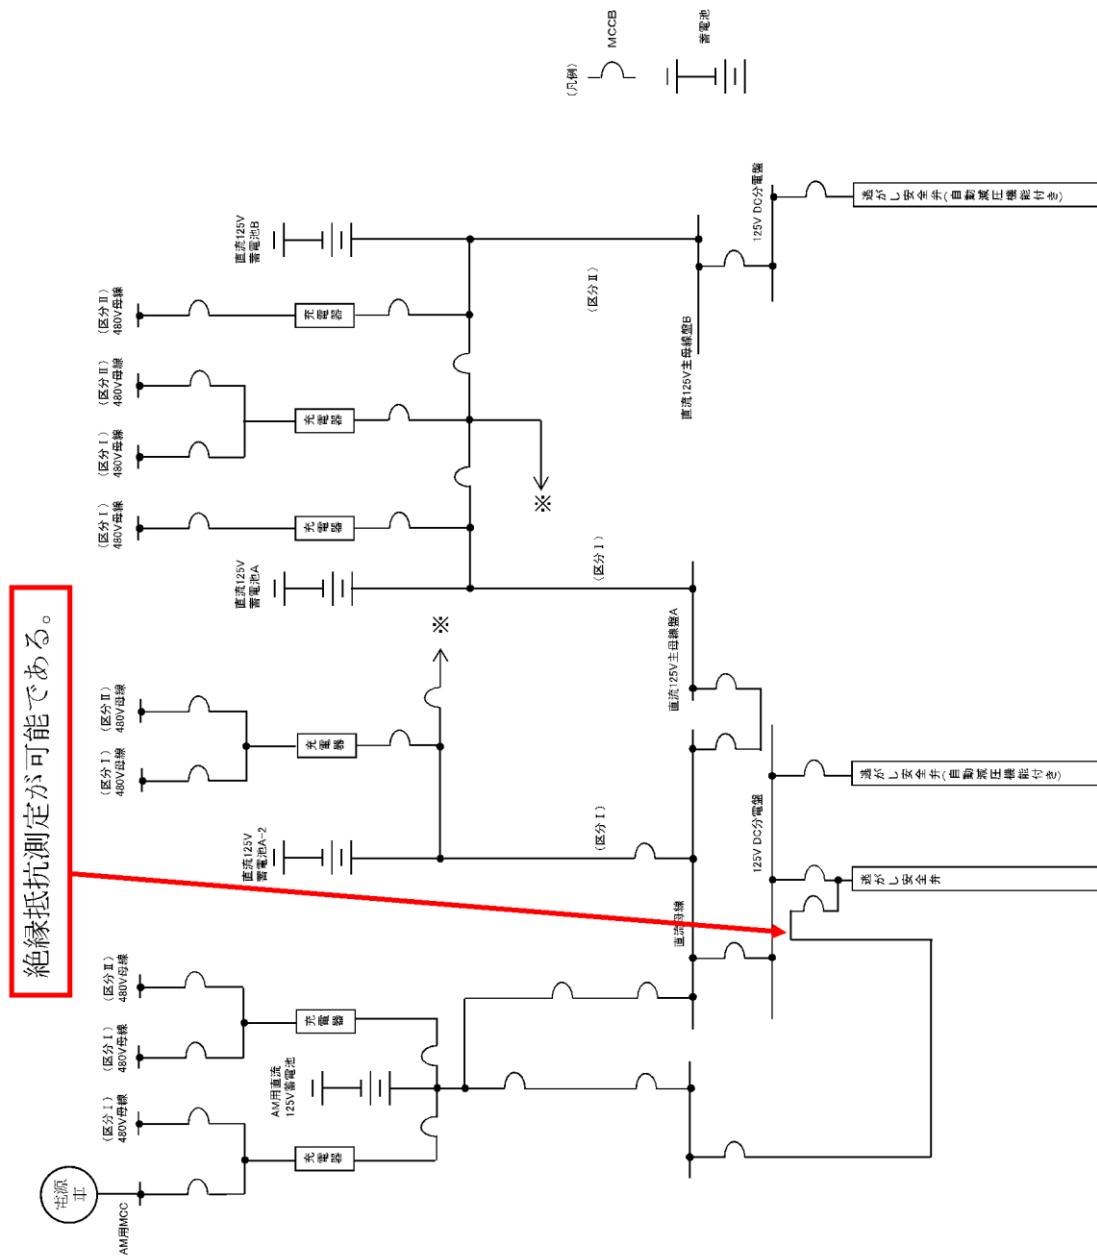 絶縁抵抗測定が可能である。
電源
車
AM用MCC
(区分Ⅰ)
480V母線
(区分Ⅰ)
480V母線
(区分Ⅱ)
480V母線
(区分Ⅰ)
480V母線
(区分Ⅱ)
480V母線
(区分Ⅰ)
480V母線
(区分Ⅰ)
480V母線
(区分Ⅱ)
480V母線
(区分Ⅱ)
480V母線
直流125V
蓄電池A-2
直流125V
蓄電池A
直流125V
蓄電池B
AM用直流
125V蓄電池
充電器
充電器
充電器
充電器
充電器
充電器
※
※
(区分Ⅰ)
(区分Ⅰ)
(区分Ⅱ)
直流母線
直流125V主母線盤A
直流125V主母線盤B
125V DC分電盤
125V DC分電盤
逃がし安全弁
逃がし安全弁(自動減圧機能付き)
逃がし安全弁(自動減圧機能付き)
(凡例)
MCCB
蓄電池